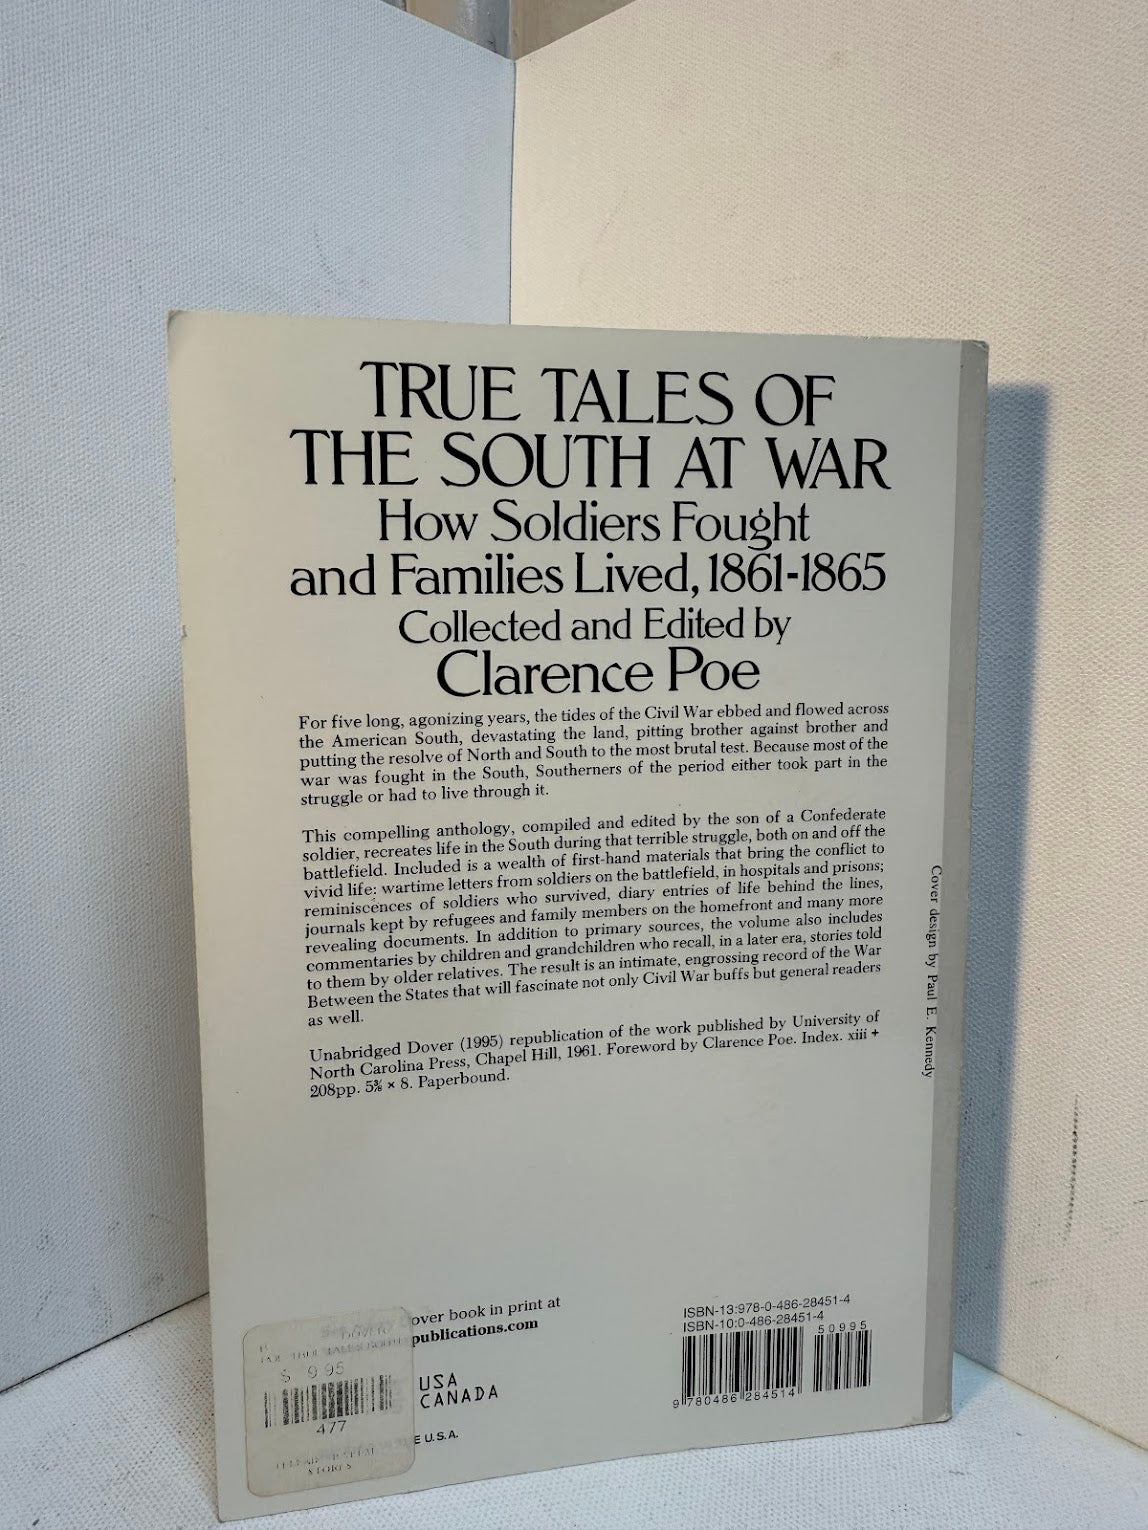 TRUE TALES OF
THE SOUTH AT WAR
How Soldiers Fought
and Families Lived, 1861-1865
Collected and Edited by
Clarence Poe
For five long, agonizing years, the tides of the Civil War ebbed and flowed across
the American South, devastating the land, pitting brother against brother and
putting the resolve of North and South to the most brutal test. Because most of the
war was fought in the South, Southerners of the period either took part in the
struggle or had to live through it.
This compelling anthology, compiled and edited by the son of a Confederate
soldier, recreates life in the South during that terrible struggle, both on and off the
battlefield. Included is a wealth of first-hand materials that bring the conflict to
vivid life: wartime letters from soldiers on the battlefield, in hospitals and prisons;
reminiscences of soldiers who survived, diary entries of life behind the lines,
journals kept by refugees and family members on the homefront and many more
revealing documents. In addition to primary sources, the volume also includes
commentaries by children and grandchildren who recall, in a later era, stories told
to them by older relatives. The result is an intimate, engrossing record of the War
Between the States that will fascinate not only Civil War buffs but general readers
as well.
Unabridged Dover (1995) republication of the work published by University of
North Carolina Press, Chapel Hill, 1961. Foreword by Clarence Poe. Index. xiii +
208pp. 5⅜ × 8. Paperbound.
Cover design by Paul E. Kennedy
over book in print at
publications.com
$ 9.95
477
STORES
USA
CANADA
E U.S.A.
ISBN-13:978-0-486-28451-4
ISBN-10:0-486-28451-4
50995
9 780486 284514